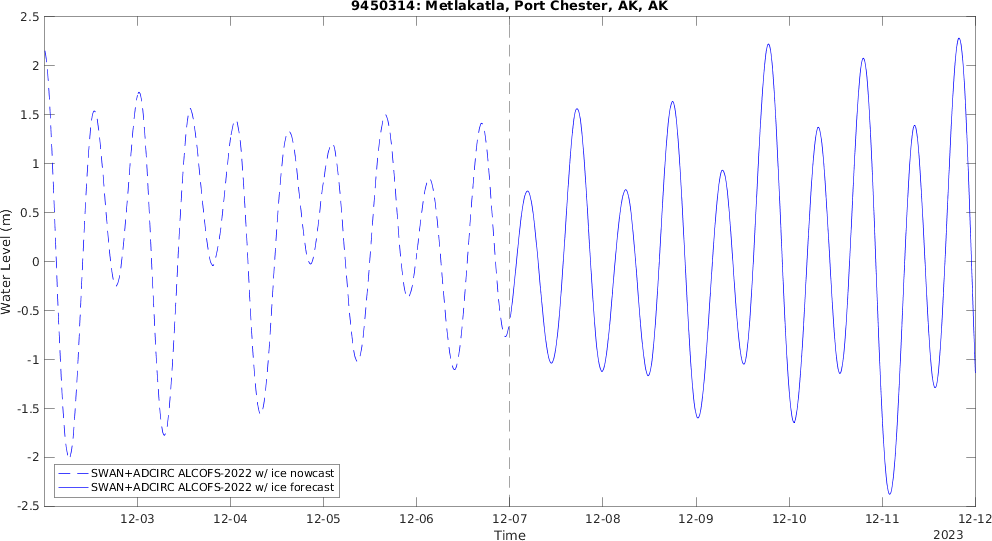 9450314: Metlakatla, Port Chester, AK, AK
Water Level (m)
2.5
2
1.5
1
0.5
0
-0.5
-1
-1.5
-2
-2.5
SWAN+ADCIRC ALCOFS-2022 w/ ice nowcast
SWAN+ADCIRC ALCOFS-2022 w/ ice forecast
12-03 12-04 12-05 12-06 12-07 12-08 12-09 12-10 12-11 12-12
Time
2023